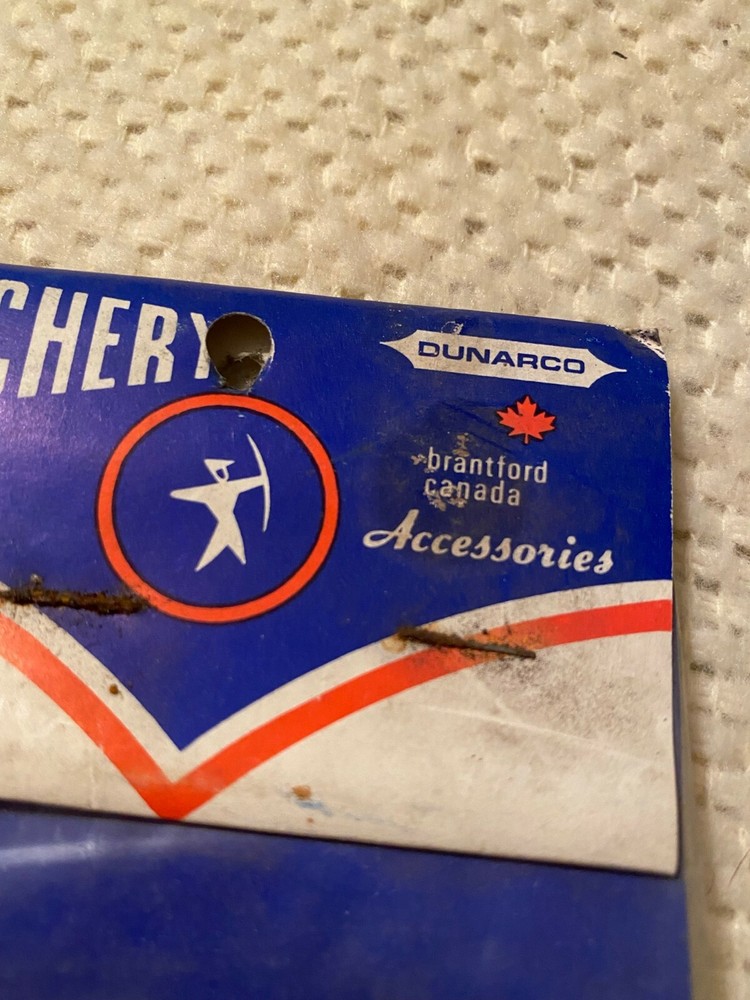 CHERY
DUNARCO
brantford
canada
Accessories